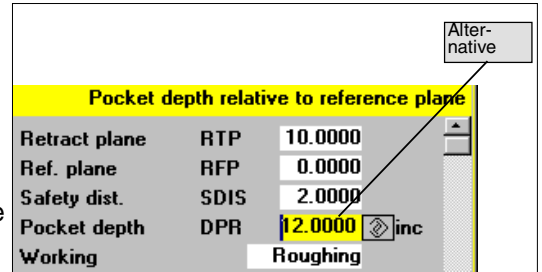 Alter-
native
Pocket depth relative to reference plane
Retract plane RTP 10.0000
Ref. plane RFP 0.0000
Safety dist. SDIS 2.0000
Pocket depth DPR 12.0000 inc
Working Roughing
e